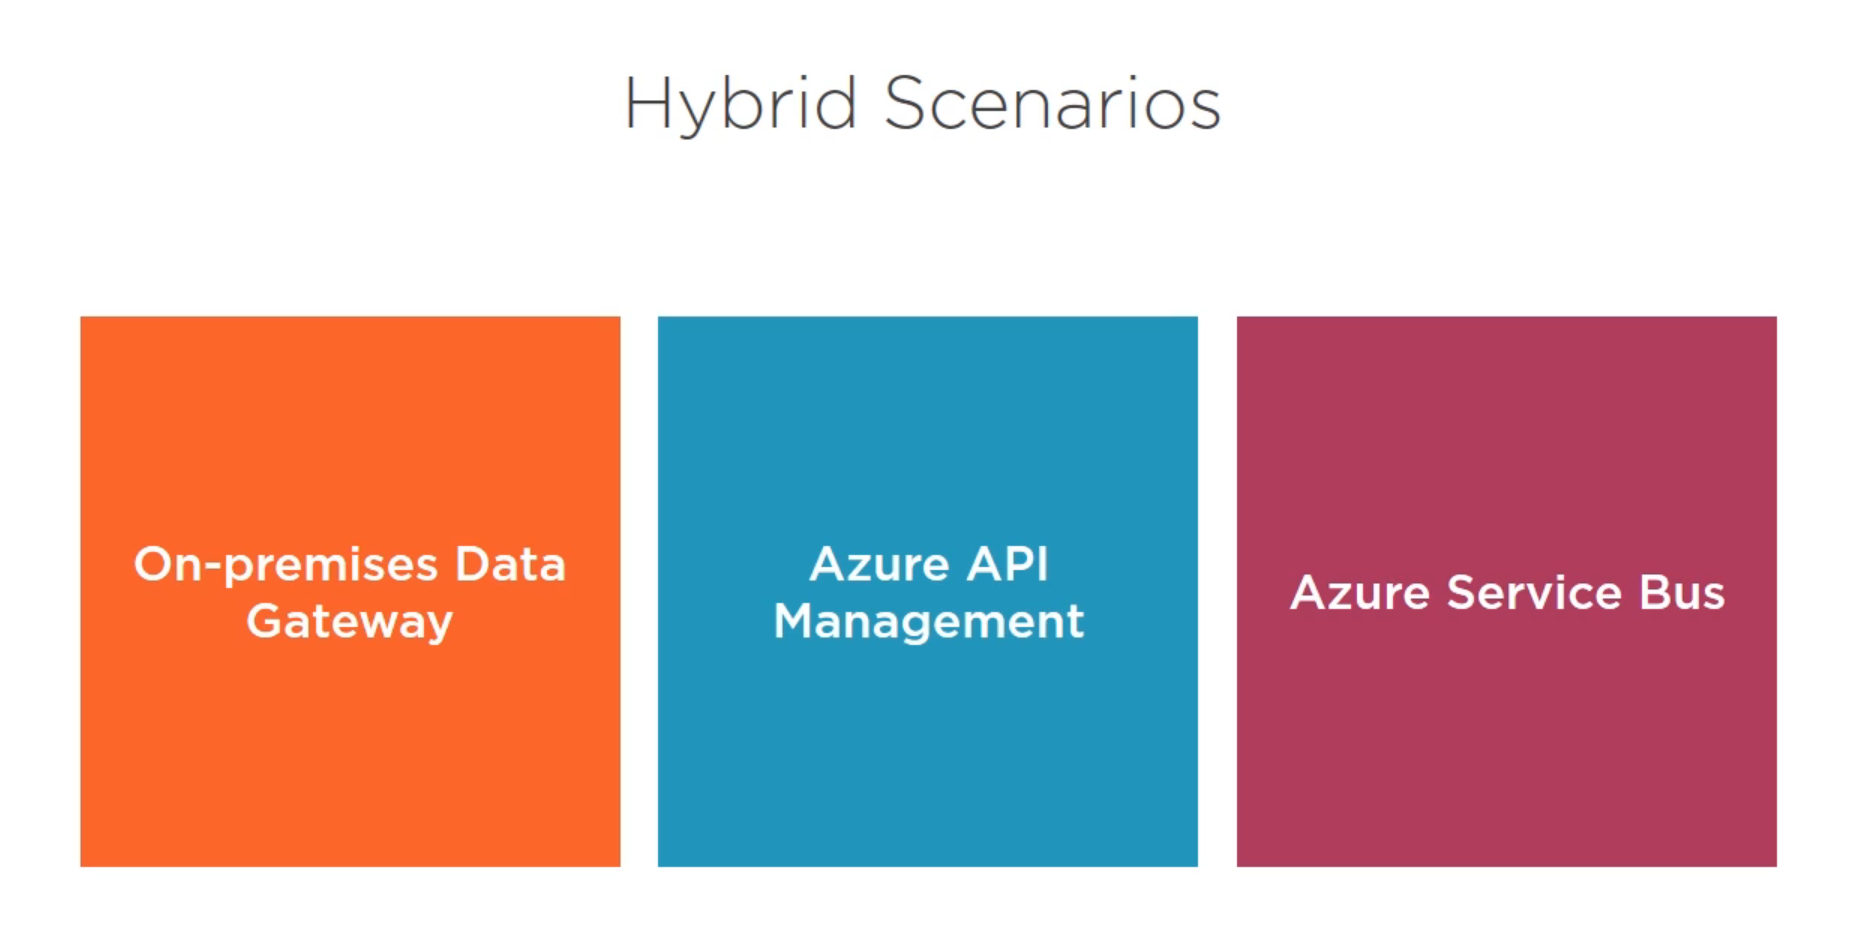 Hybrid Scenarios
On-premises Data
Gateway
Azure API
Management
Azure Service Bus